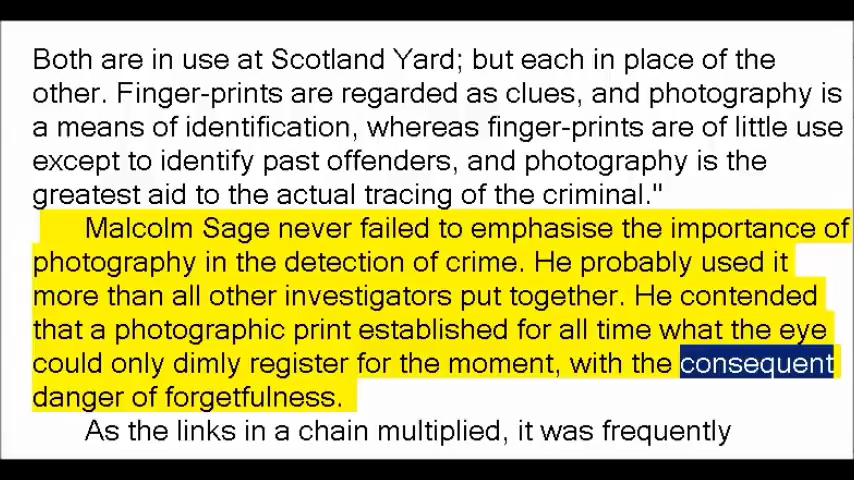 Both are in use at Scotland Yard; but each in place of the
other. Finger-prints are regarded as clues, and photography is
a means of identification, whereas finger-prints are of little use
except to identify past offenders, and photography is the
greatest aid to the actual tracing of the criminal."
Malcolm Sage never failed to emphasise the importance of
photography in the detection of crime. He probably used it
more than all other investigators put together. He contended
that a photographic print established for all time what the eye
could only dimly register for the moment, with the consequent
danger of forgetfulness.
As the links in a chain multiplied, it was frequently